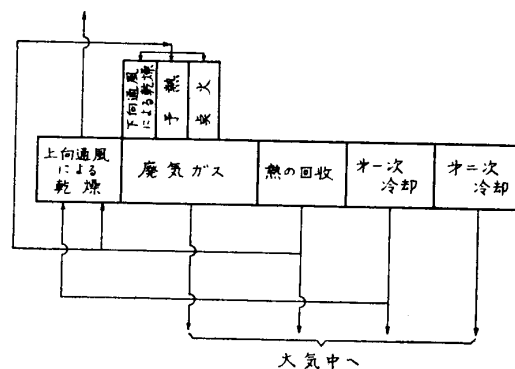 下向通風
による乾燥
予熱
点火
上向通風
による
乾燥
廃気ガス
熱の回収
才一次
冷却
才二次
冷却
大気中へ